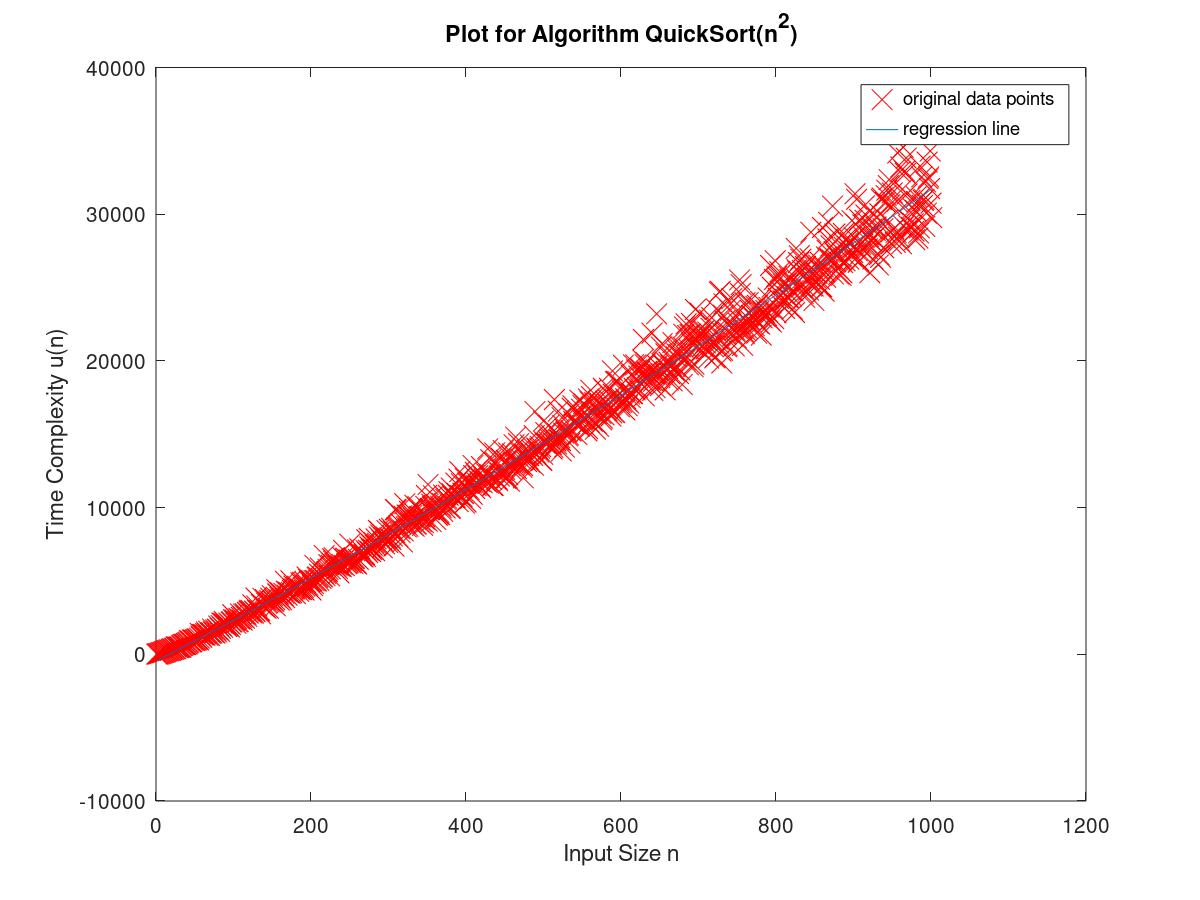 Plot for Algorithm QuickSort(n²)
original data points
regression line
40000
30000
20000
10000
0
-10000
Time Complexity u(n)
0 200 400 600 800 1000 1200
Input Size n